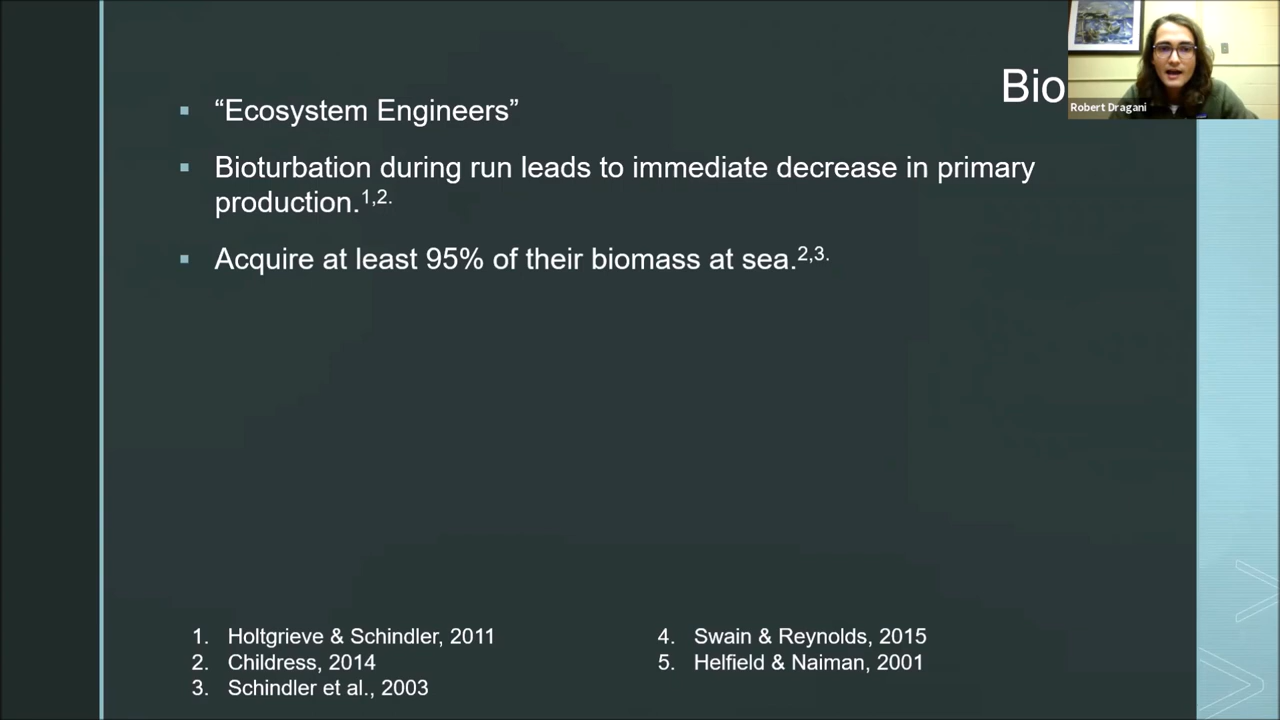 Bio
Robert Dragani
▪ “Ecosystem Engineers”
▪ Bioturbation during run leads to immediate decrease in primary
production.1,2.
▪ Acquire at least 95% of their biomass at sea.2,3.
1. Holtgrieve & Schindler, 2011
2. Childress, 2014
3. Schindler et al., 2003
4. Swain & Reynolds, 2015
5. Helfield & Naiman, 2001